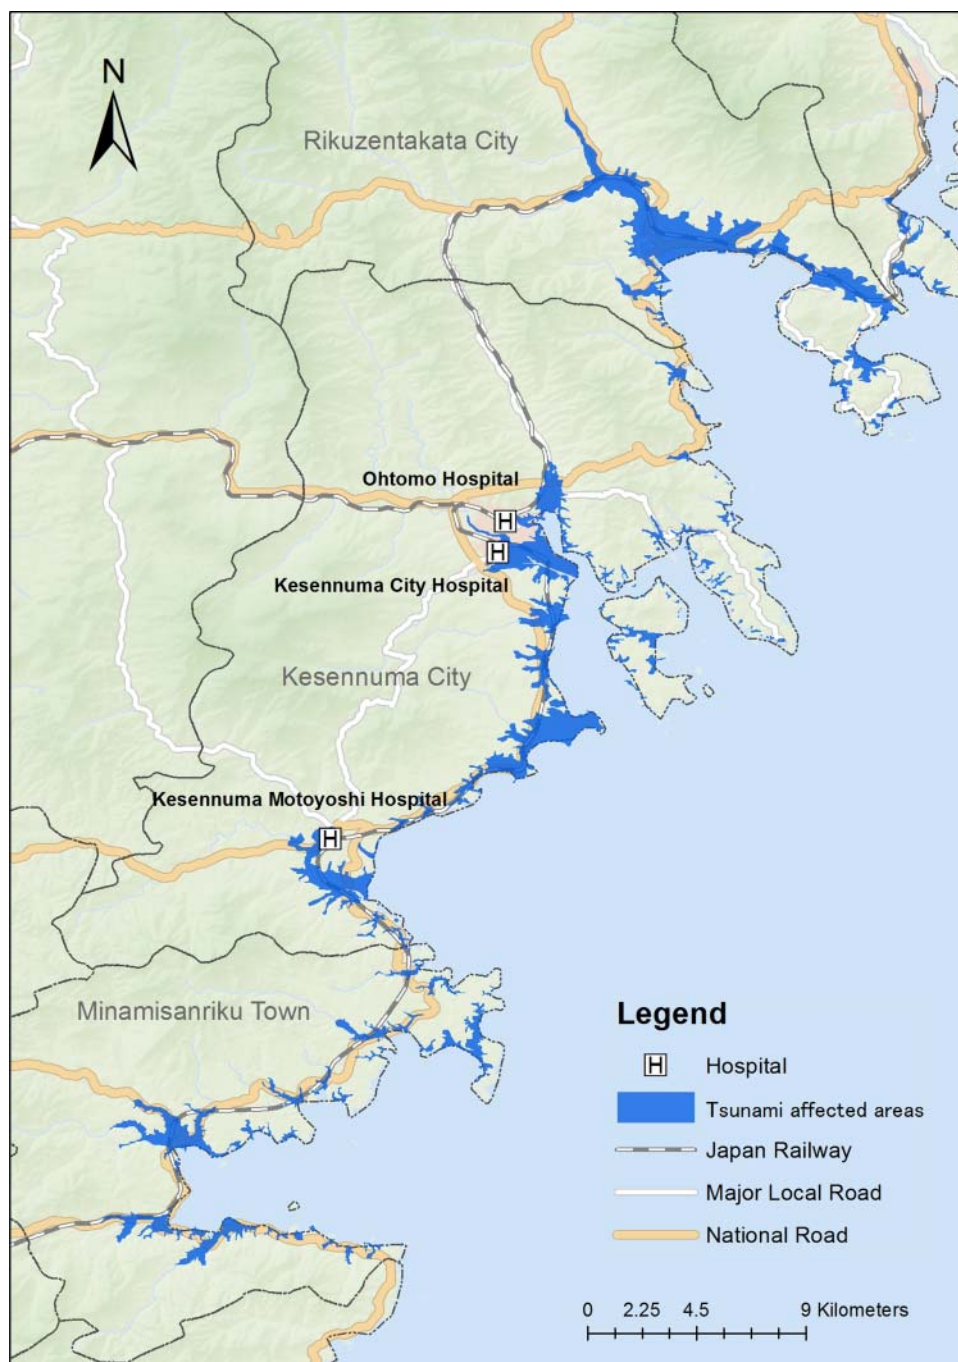 N
Rikuzentakata City
Ohtomo Hospital
H
H
Kesennuma City Hospital
Kesennuma City
Kesennuma Motoyoshi Hospital
H
Minamisanriku Town
Legend
H Hospital
Tsunami affected areas
Japan Railway
Major Local Road
National Road
0 2.25 4.5 9 Kilometers